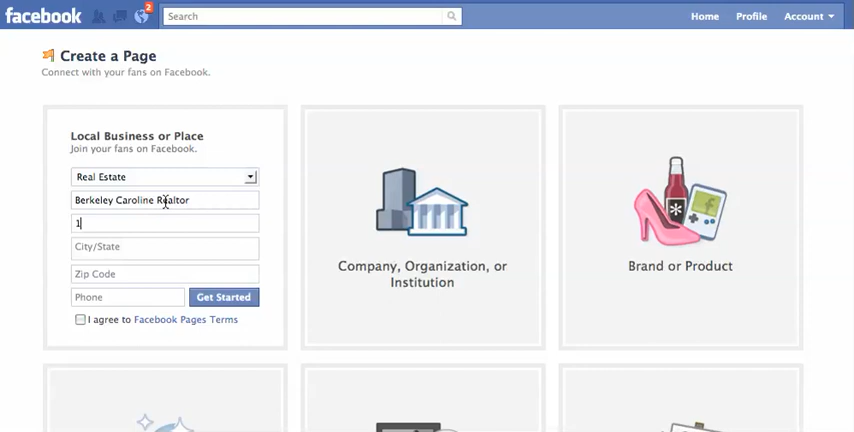 facebook
2
Search
Home Profile Account
Create a Page
Connect with your fans on Facebook.
Local Business or Place
Join your fans on Facebook.
Real Estate
Berkeley Caroline Realtor
1
City/State
Zip Code
Phone
Get Started
I agree to Facebook Pages Terms
Company, Organization, or
Institution
Brand or Product